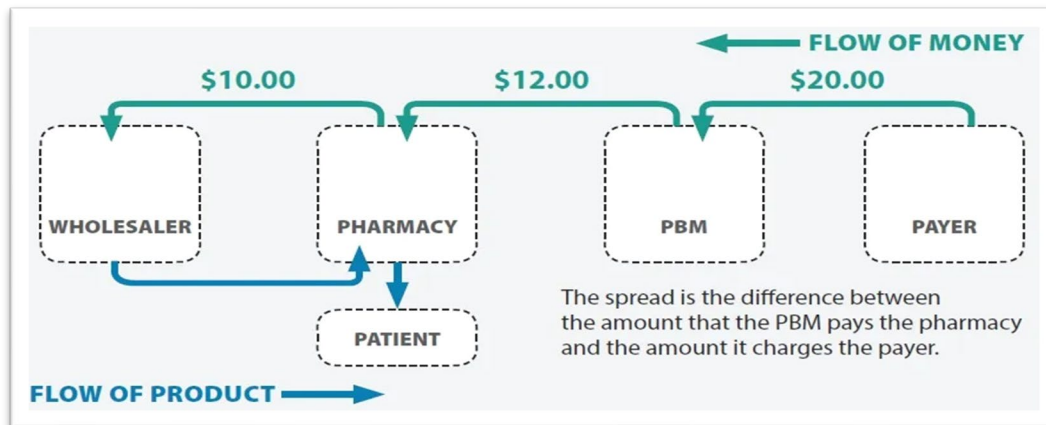 FLOW OF MONEY
$10.00
$12.00
$20.00
WHOLESALER
PHARMACY
PBM
PAYER
PATIENT
The spread is the difference between
the amount that the PBM pays the pharmacy
and the amount it charges the payer.
FLOW OF PRODUCT